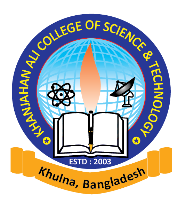 KHANJAHAN ALI COLLEGE OF SCIENCE & TECHNOLOGY
ESTD : 2003
Khulna, Bangladesh